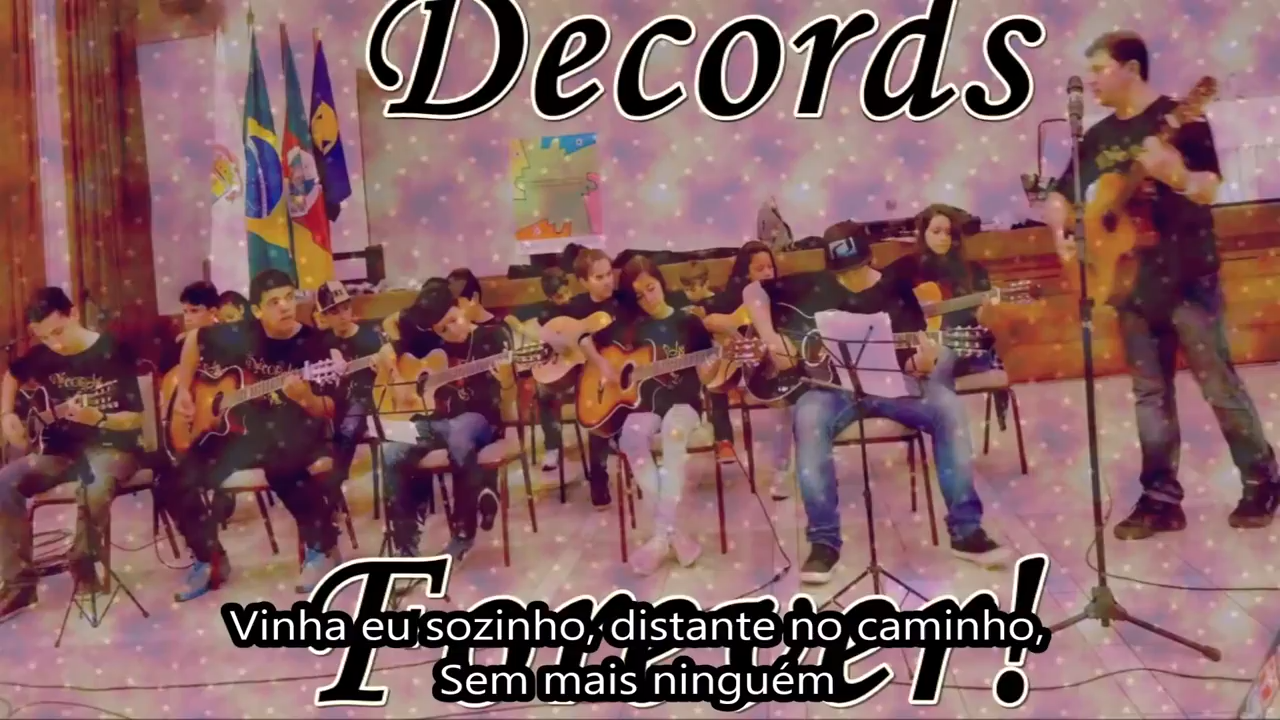 Decords
Forever!
Vinha eu sozinho, distante no caminho,
Sem mais ninguém